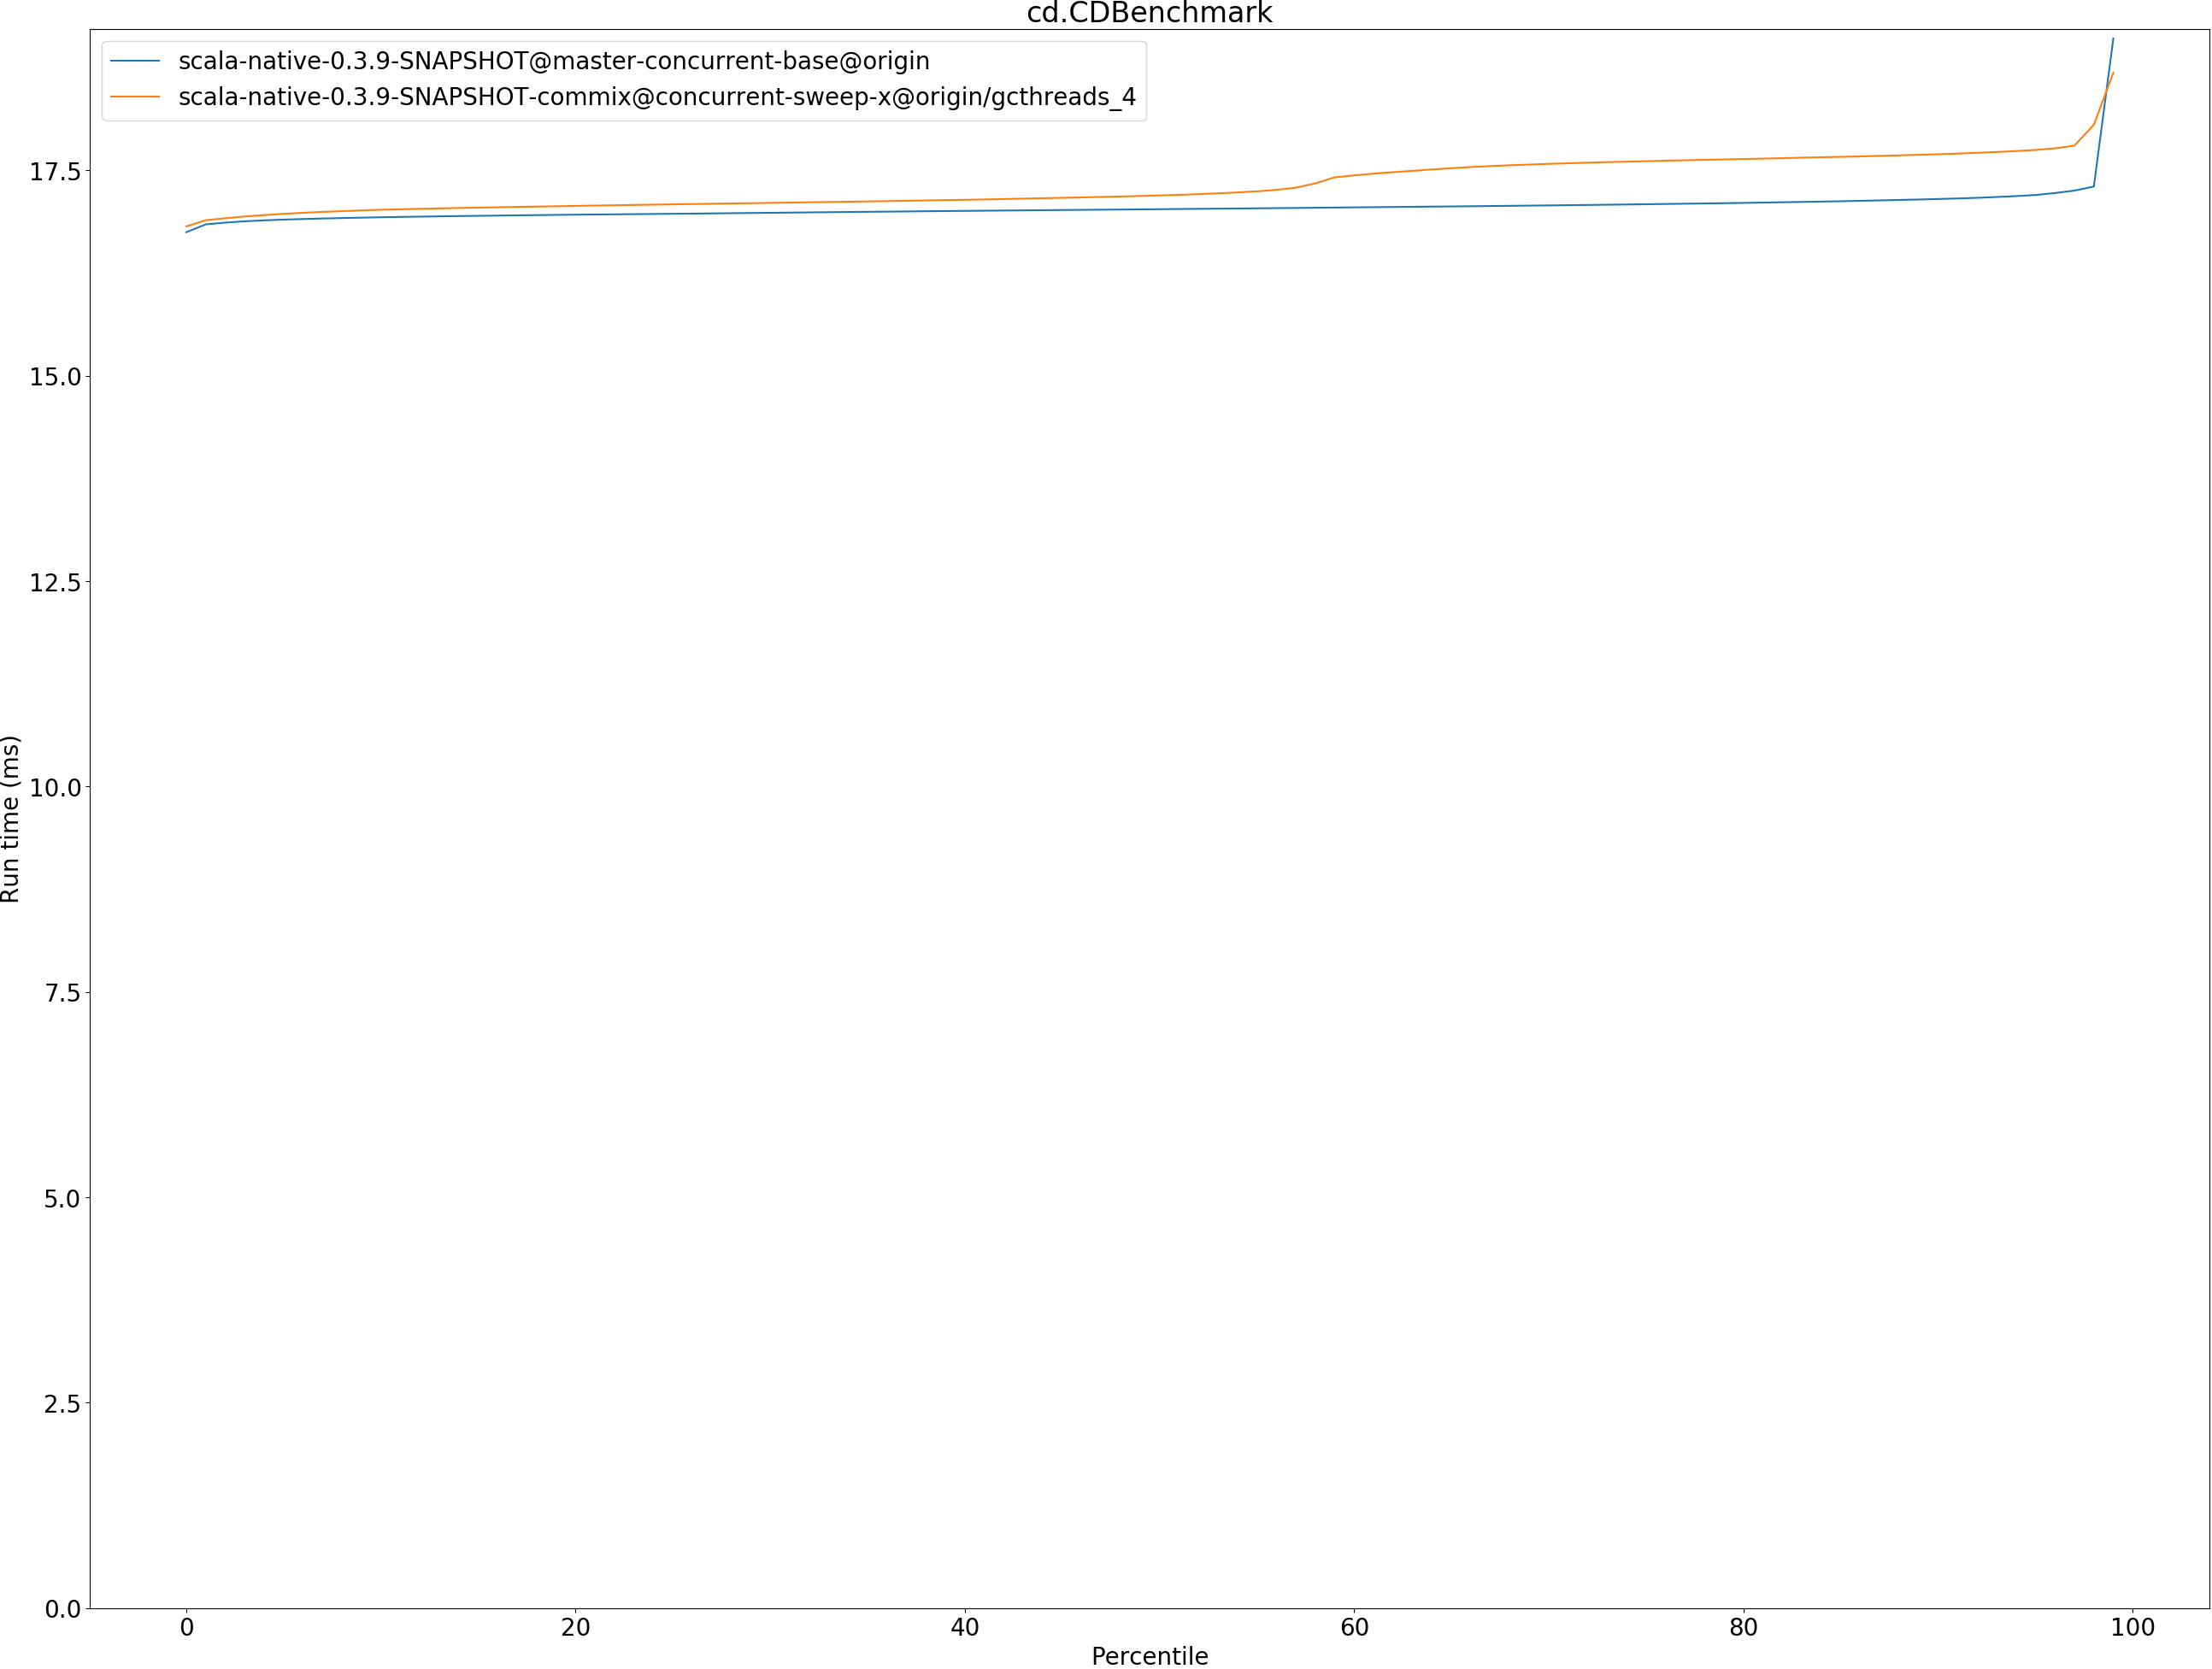 cd.CDBenchmark
scala-native-0.3.9-SNAPSHOT@master-concurrent-base@origin
scala-native-0.3.9-SNAPSHOT-commix@concurrent-sweep-x@origin/gcthreads_4
17.5
15.0
12.5
10.0
7.5
5.0
2.5
0.0
Run time (ms)
0 20 40 60 80 100
Percentile